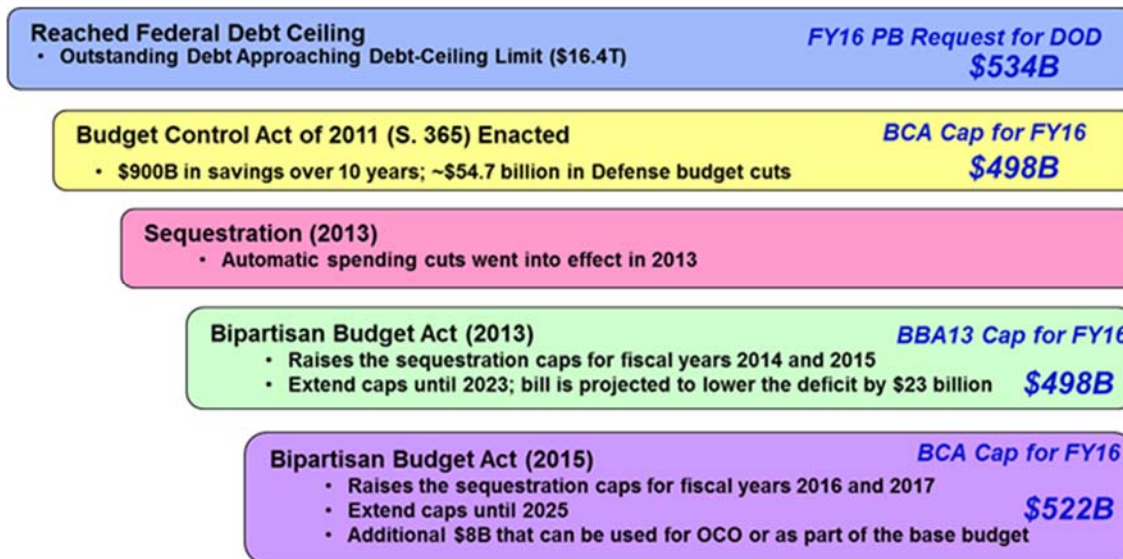 Reached Federal Debt Ceiling
• Outstanding Debt Approaching Debt-Ceiling Limit ($16.4T)
FY16 PB Request for DOD
$534B
Budget Control Act of 2011 (S. 365) Enacted
• $900B in savings over 10 years; ~$54.7 billion in Defense budget cuts
BCA Cap for FY16
$498B
Sequestration (2013)
• Automatic spending cuts went into effect in 2013
Bipartisan Budget Act (2013)
• Raises the sequestration caps for fiscal years 2014 and 2015
• Extend caps until 2023; bill is projected to lower the deficit by $23 billion
BBA13 Cap for FY16
$498B
Bipartisan Budget Act (2015)
• Raises the sequestration caps for fiscal years 2016 and 2017
• Extend caps until 2025
• Additional $8B that can be used for OCO or as part of the base budget
BCA Cap for FY16
$522B